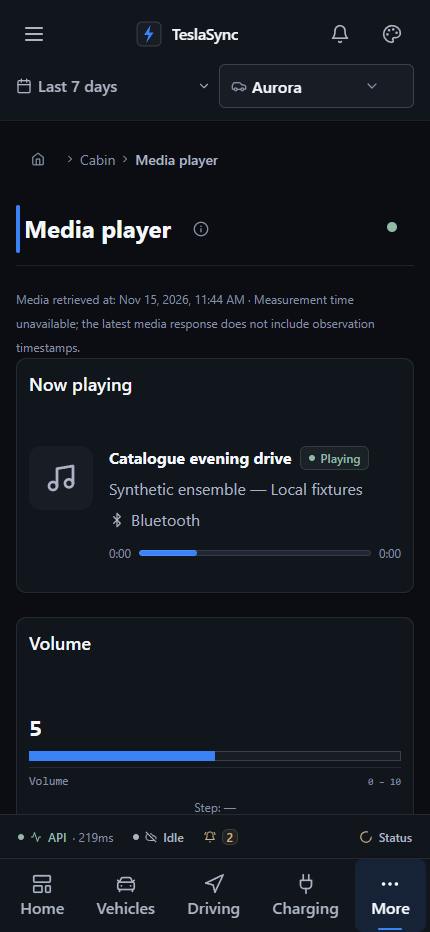 TeslaSync
Last 7 days
Aurora
Cabin
Media player
Media player
Media retrieved at: Nov 15, 2026, 11:44 AM · Measurement time
unavailable; the latest media response does not include observation
timestamps.
Now playing
Catalogue evening drive
Playing
Synthetic ensemble — Local fixtures
Bluetooth
0:00
0:00
Volume
5
Volume
0 – 10
Step: —
API · 219ms
Idle
2
Status
Home
Vehicles
Driving
Charging
More